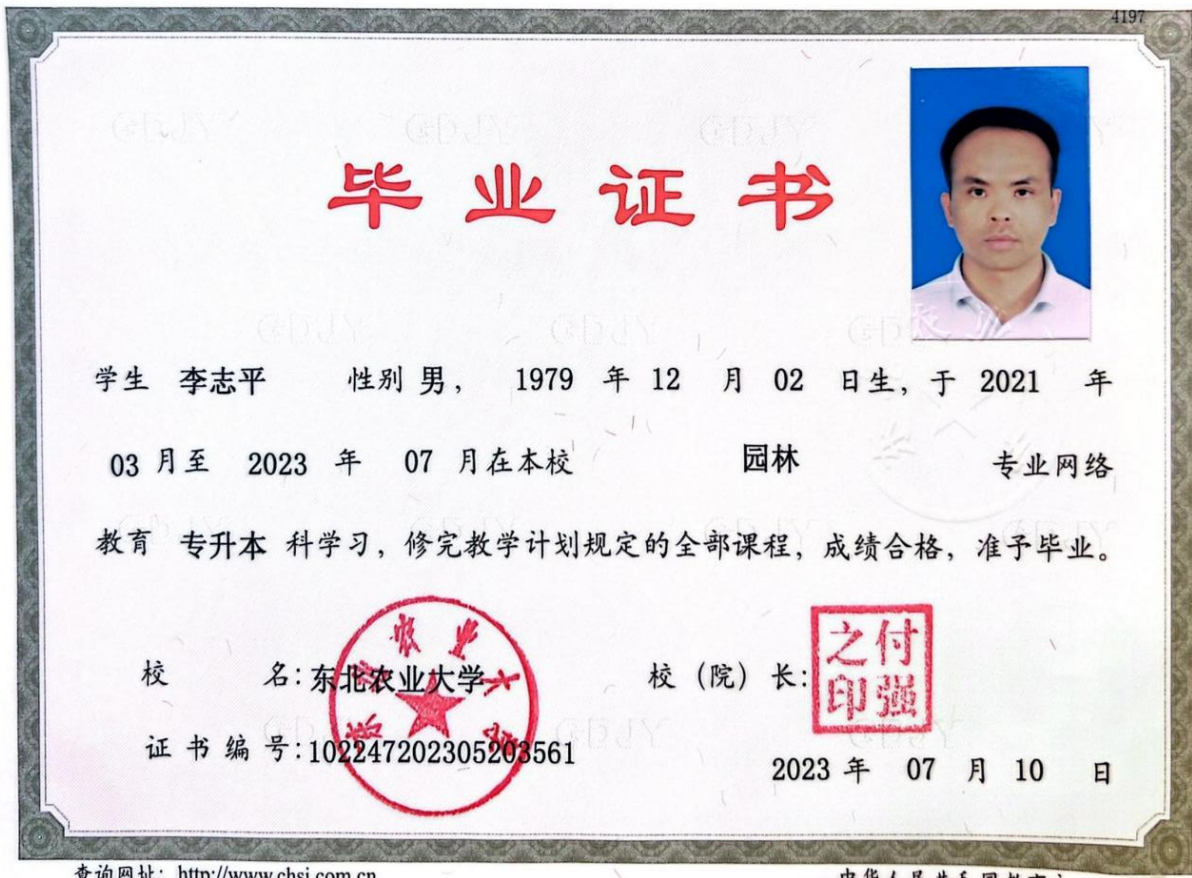 4197
毕业证书
学生 李志平 性别 男， 1979 年 12 月 02 日生，于 2021 年
03 月至 2023 年 07 月在本校 园林 专业网络
教育 专升本 科学习，修完教学计划规定的全部课程，成绩合格，准予毕业。
校 名：东北农业大学 校（院）长：
付强之印
证书编号：102247202305203561
2023 年 07 月 10 日
查询网址：http://www.chsi.com.cn